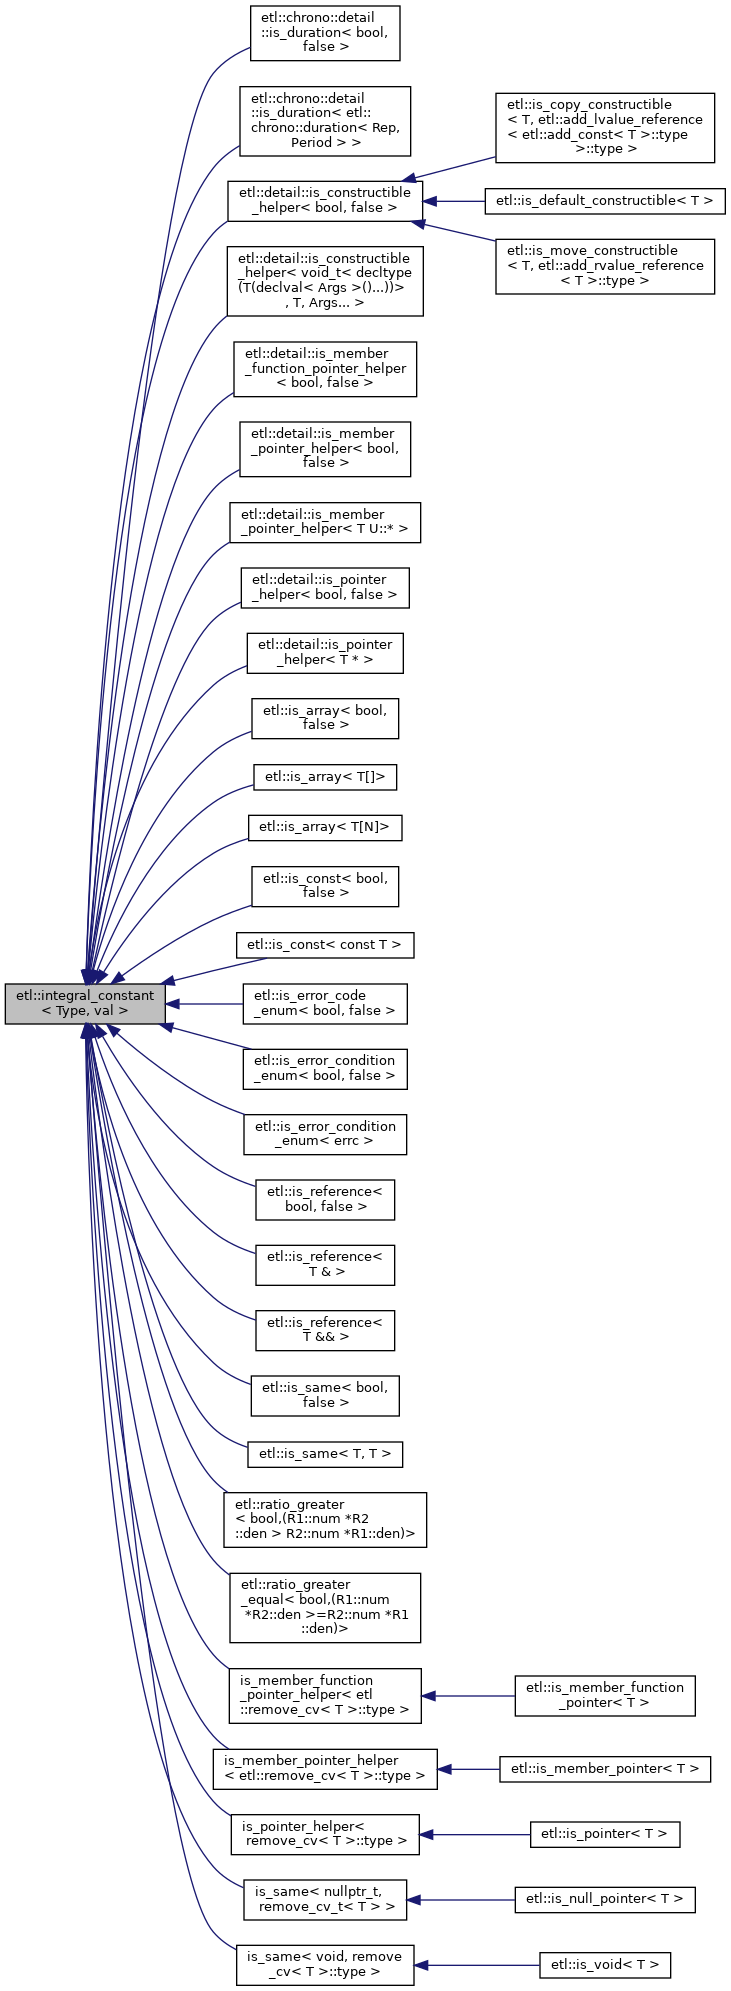 etl::chrono::detail
::is_duration< bool,
false >
etl::chrono::detail
::is_duration< etl::
chrono::duration< Rep,
Period > >
etl::is_copy_constructible
< T, etl::add_lvalue_reference
< etl::add_const< T >::type
>::type >
etl::detail::is_constructible
_helper< bool, false >
etl::is_default_constructible< T >
etl::is_move_constructible
< T, etl::add_rvalue_reference
< T >::type >
etl::detail::is_constructible
_helper< void_t< decltype
(T(declval< Args >()...))>
, T, Args... >
etl::detail::is_member
_function_pointer_helper
< bool, false >
etl::detail::is_member
_pointer_helper< bool,
false >
etl::detail::is_member
_pointer_helper< T U::* >
etl::detail::is_pointer
_helper< bool, false >
etl::detail::is_pointer
_helper< T * >
etl::is_array< bool,
false >
etl::is_array< T[]>
etl::is_array< T[N]>
etl::is_const< bool,
false >
etl::is_const< const T >
etl::integral_constant
< Type, val >
etl::is_error_code
_enum< bool, false >
etl::is_error_condition
_enum< bool, false >
etl::is_error_condition
_enum< errc >
etl::is_reference<
bool, false >
etl::is_reference<
T & >
etl::is_reference<
T && >
etl::is_same< bool,
false >
etl::is_same< T, T >
etl::ratio_greater
< bool,(R1::num *R2
::den > R2::num *R1::den)>
etl::ratio_greater
_equal< bool,(R1::num
*R2::den >=R2::num *R1
::den)>
is_member_function
_pointer_helper< etl
::remove_cv< T >::type >
etl::is_member_function
_pointer< T >
is_member_pointer_helper
< etl::remove_cv< T >::type >
etl::is_member_pointer< T >
is_pointer_helper<
remove_cv< T >::type >
etl::is_pointer< T >
is_same< nullptr_t,
remove_cv_t< T > >
etl::is_null_pointer< T >
is_same< void, remove
_cv< T >::type >
etl::is_void< T >